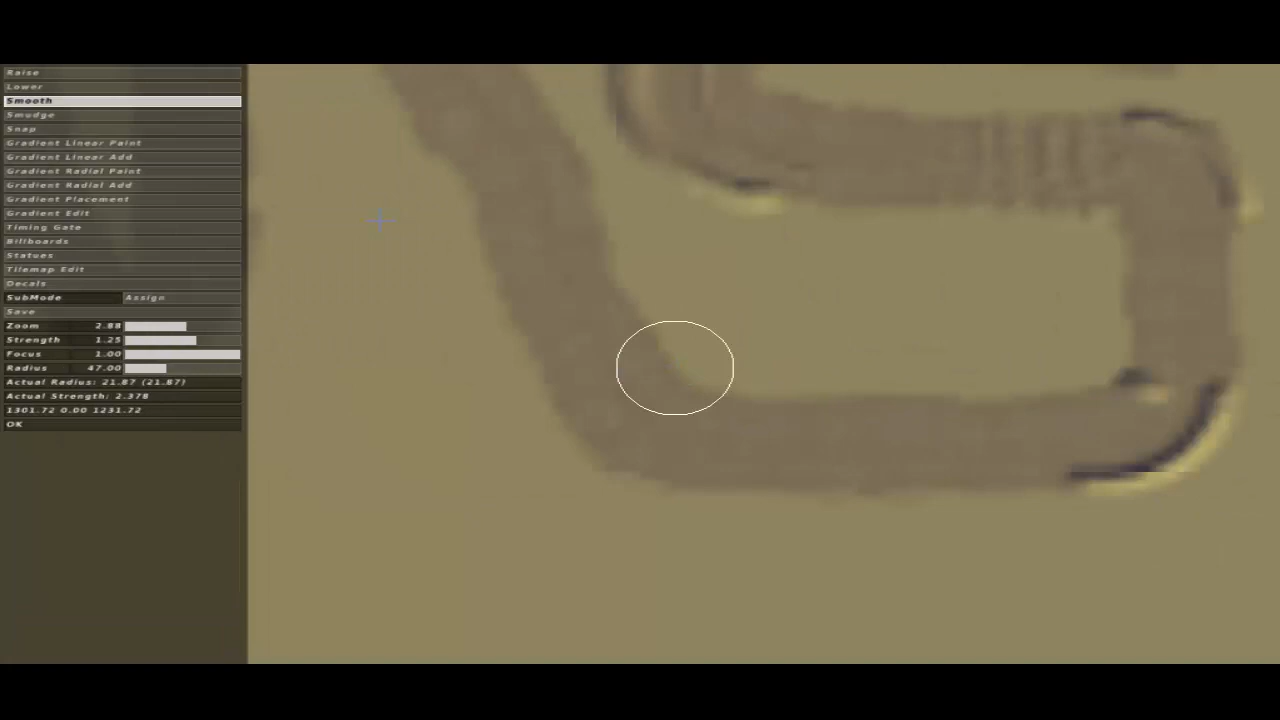 Raise
Lower
Smooth
Smudge
Snap
Gradient Linear Paint
Gradient Linear Add
Gradient Radial Paint
Gradient Radial Add
Gradient Placement
Gradient Edit
Timing Gate
Billboards
Statues
Tilemap Edit
Decals
SubMode Assign
Save
Zoom 2.88
Strength 1.25
Focus 1.00
Radius 47.00
Actual Radius: 21.87 (21.87)
Actual Strength: 2.378
1301.72 0.00 1231.72
OK